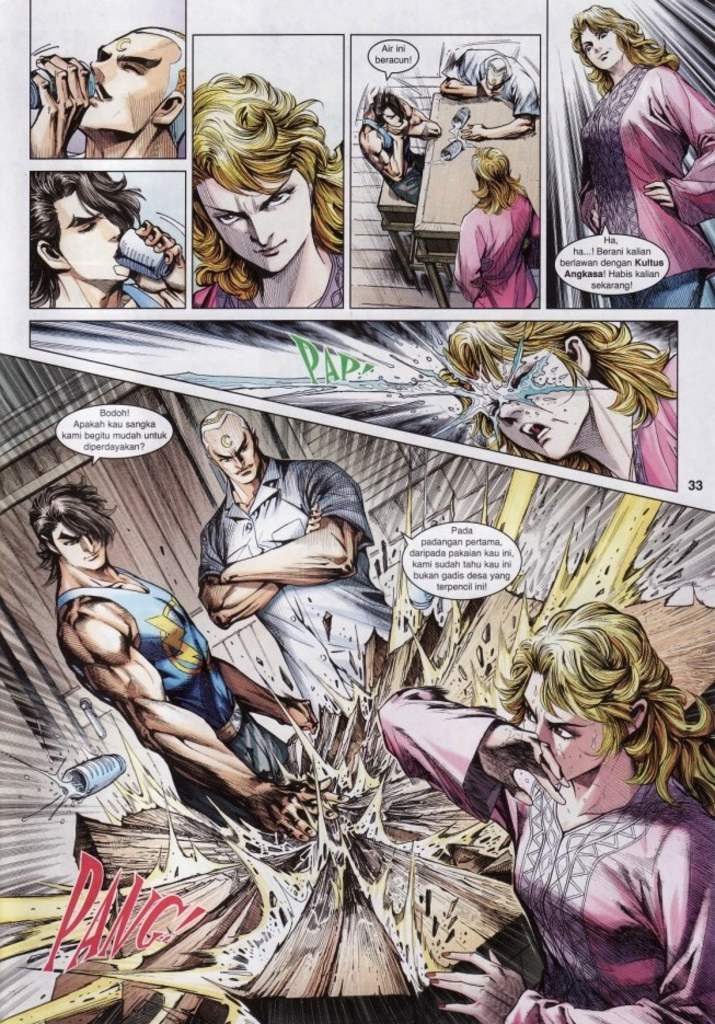 Air ini
beracun!
Ha,
ha...! Berani kalian
berlawan dengan Kultus
Angkasa! Habis kalian
sekarang!
PAP!
Bodoh!
Apakah kau sangka
kami begitu mudah untuk
diperdayakan?
33
Pada
padangan pertama,
daripada pakaian kau ini,
kami sudah tahu kau ini
bukan gadis desa yang
terpencil ini!
PANG!